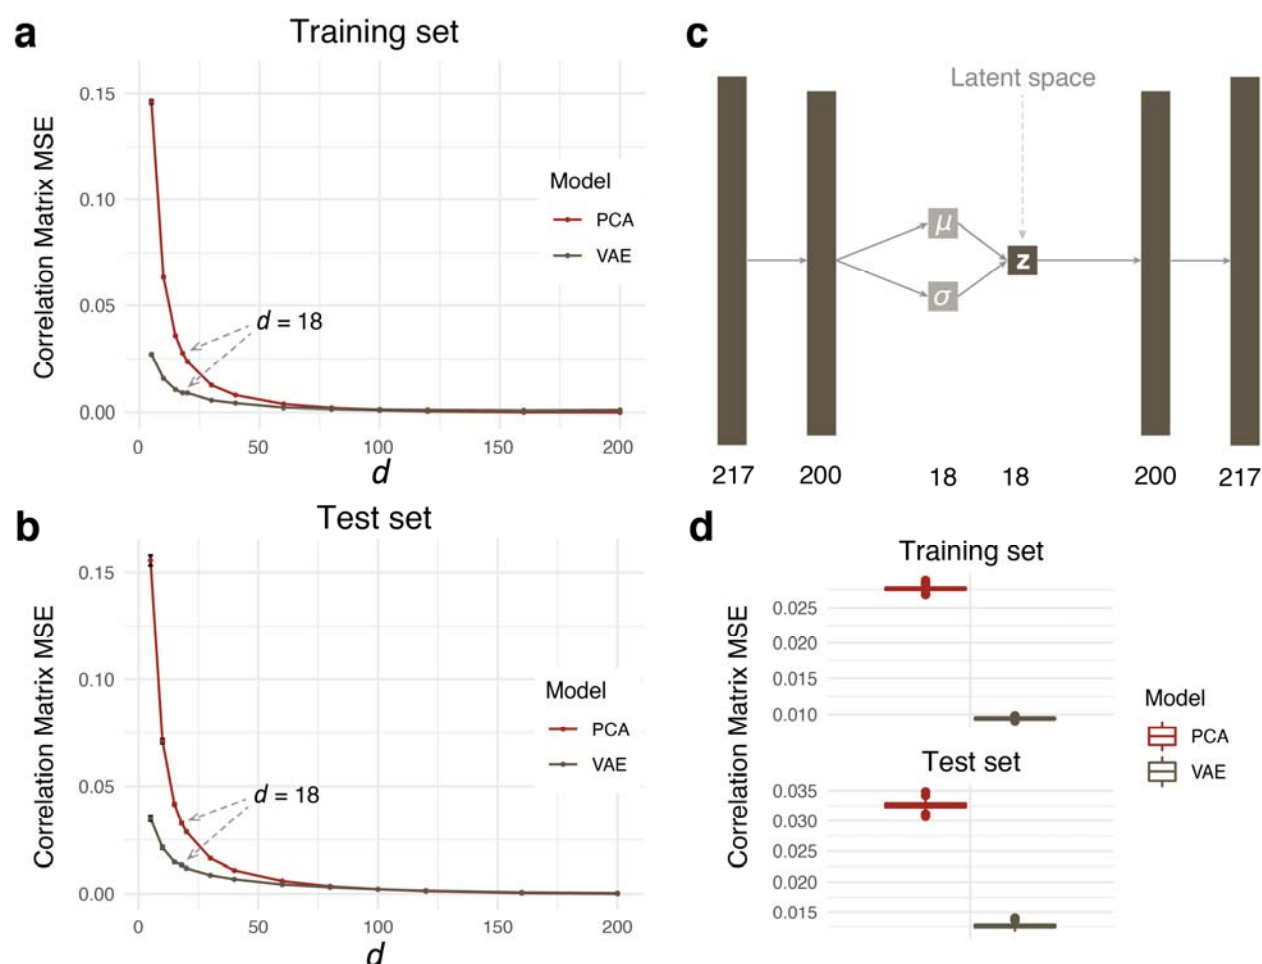 a
Training set
Correlation Matrix MSE
0.15
0.10
0.05
0.00
d = 18
Model
PCA
VAE
0 50 100 150 200
d
b
Test set
Correlation Matrix MSE
0.15
0.10
0.05
0.00
d = 18
Model
PCA
VAE
0 50 100 150 200
d
c
Latent space
μ
σ
z
217 200 18 18 200 217
d
Correlation Matrix MSE
Training set
0.025
0.020
0.015
0.010
Test set
0.035
0.030
0.025
0.020
0.015
Model
PCA
VAE